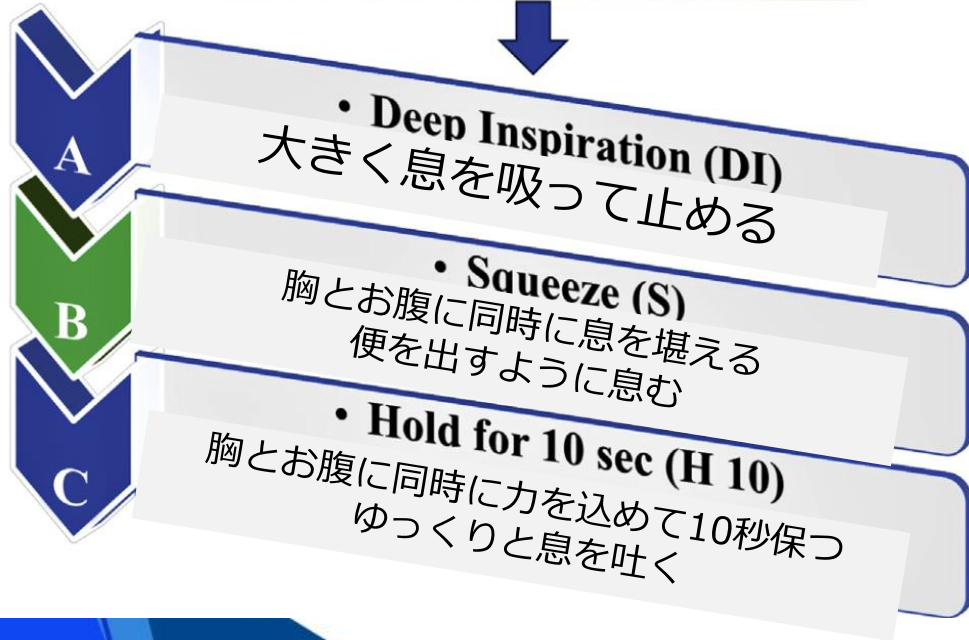 A
• Deep Inspiration (DI)
大きく息を吸って止める
B
• Squeeze (S)
胸とお腹に同時に息を堪える
便を出すように息む
C
• Hold for 10 sec (H 10)
胸とお腹に同時に力を込めて10秒保つ
ゆっくりと息を吐く